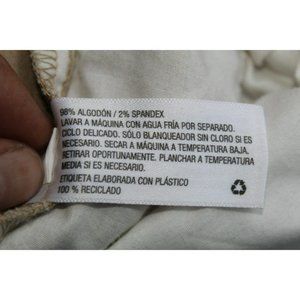 98% ALGODÓN / 2% SPANDEX
LAVAR A MÁQUINA CON AGUA FRÍA POR SEPARADO.
CICLO DELICADO. SÓLO BLANQUEADOR SIN CLORO SI ES
NECESARIO. SECAR A MÁQUINA A TEMPERATURA BAJA.
RETIRAR OPORTUNAMENTE. PLANCHAR A TEMPERATURA
MEDIA SI ES NECESARIO.
ETIQUETA ELABORADA CON PLÁSTICO
100 % RECICLADO